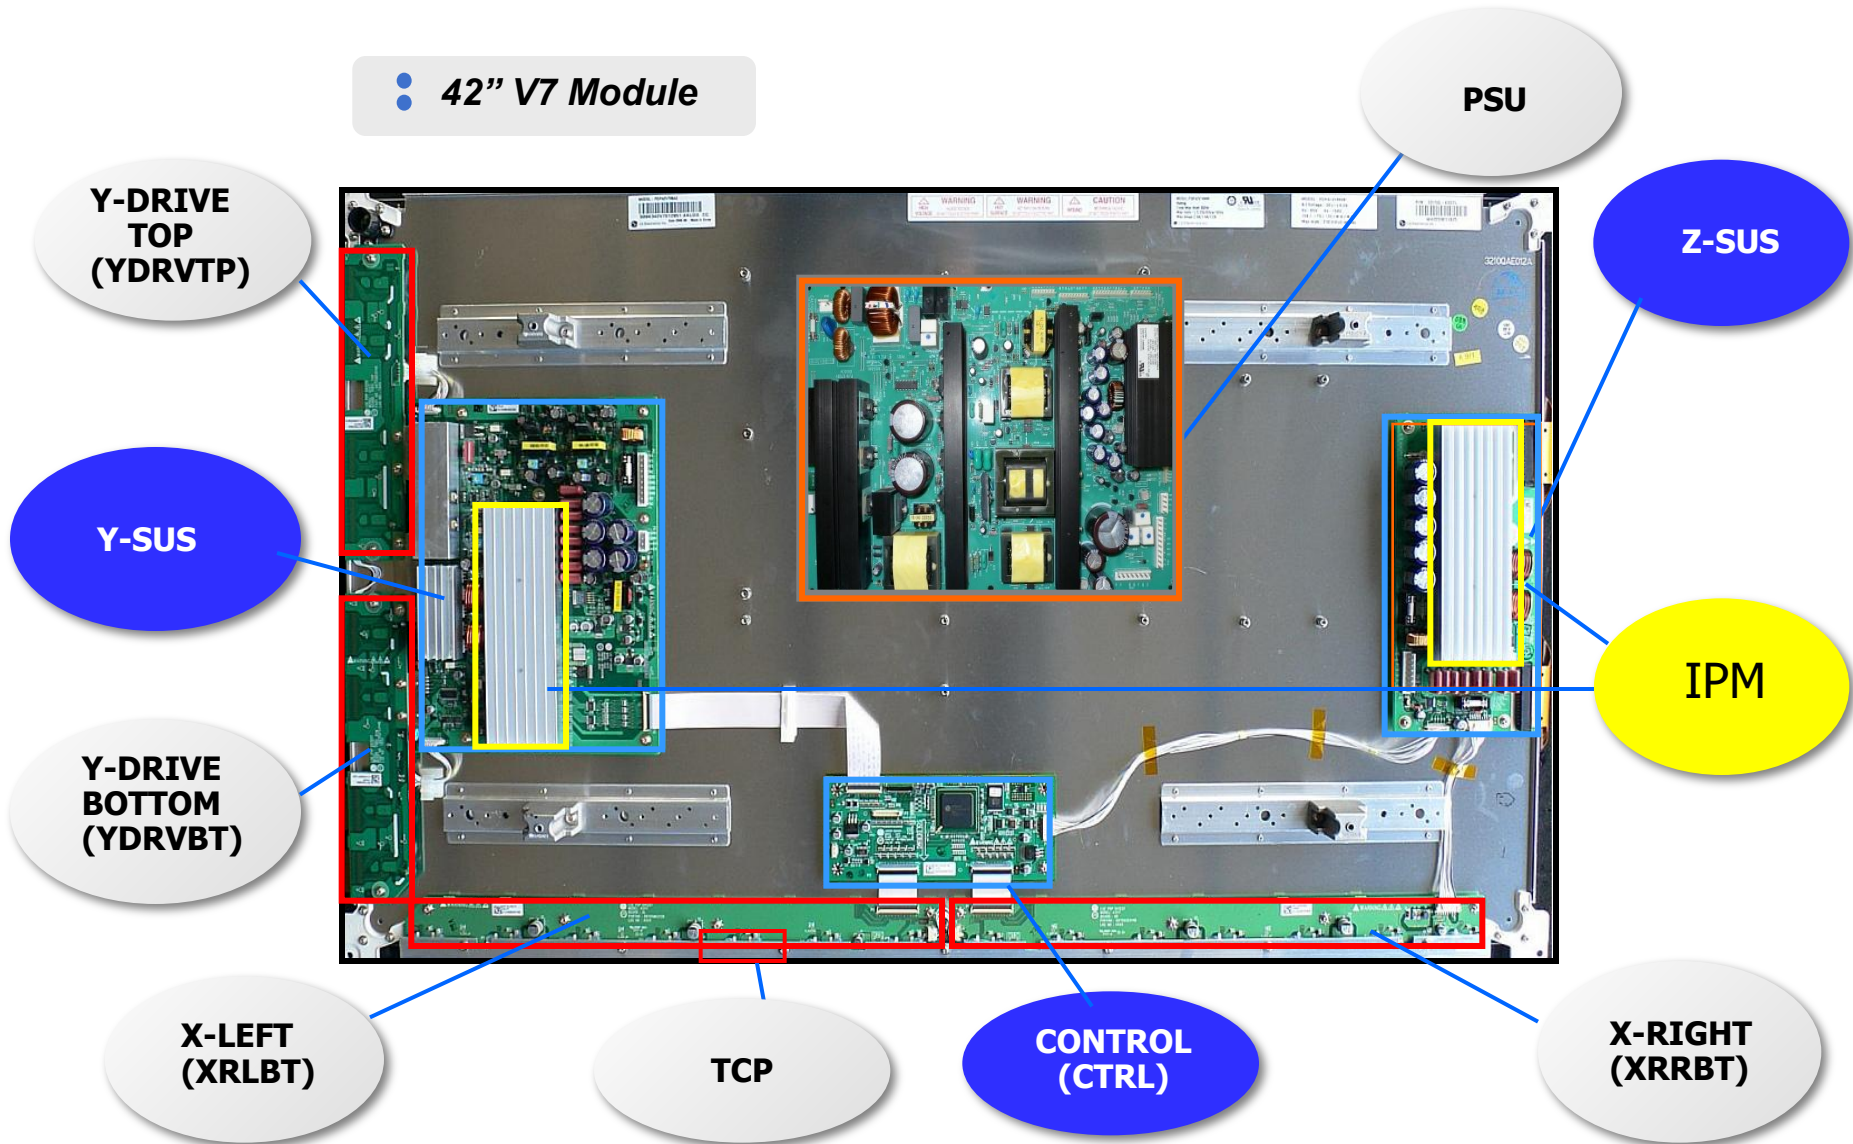 42” V7 Module
PSU
Y-DRIVE
TOP
(YDRVTP)
Z-SUS
WARNING
WARNING
CAUTION
3210QAE012A
Y-SUS
IPM
Y-DRIVE
BOTTOM
(YDRVBT)
X-LEFT
(XRLBT)
TCP
CONTROL
(CTRL)
X-RIGHT
(XRRBT)